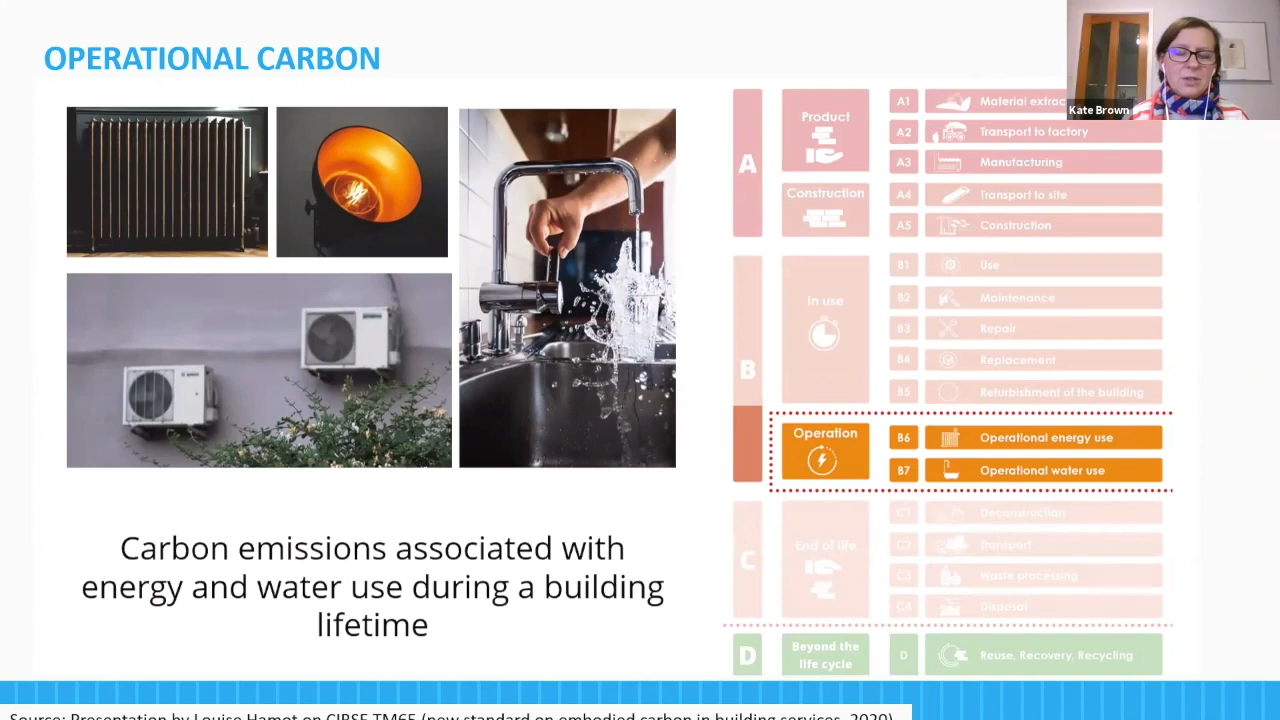 OPERATIONAL CARBON
Kate Brown
Carbon emissions associated with
energy and water use during a building
lifetime
A
Product
A1 Material extrac
A2 Transport to factory
A3 Manufacturing
Construction
A4 Transport to site
A5 Construction
B
In use
B1 Use
B2 Maintenance
B3 Repair
B4 Replacement
B5 Returbishment of the building
Operation
B6 Operational energy use
B7 Operational water use
C
End of life
C1 Deconstruction
C2 Transport
C3 Waste processing
C4 Disposal
D
Beyond the
life cycle
D Reuse, Recovery, Recycling
Source: Presentation by Louise Hamot on CIBSE TM65 (new standard on embodied carbon in building services, 2020)